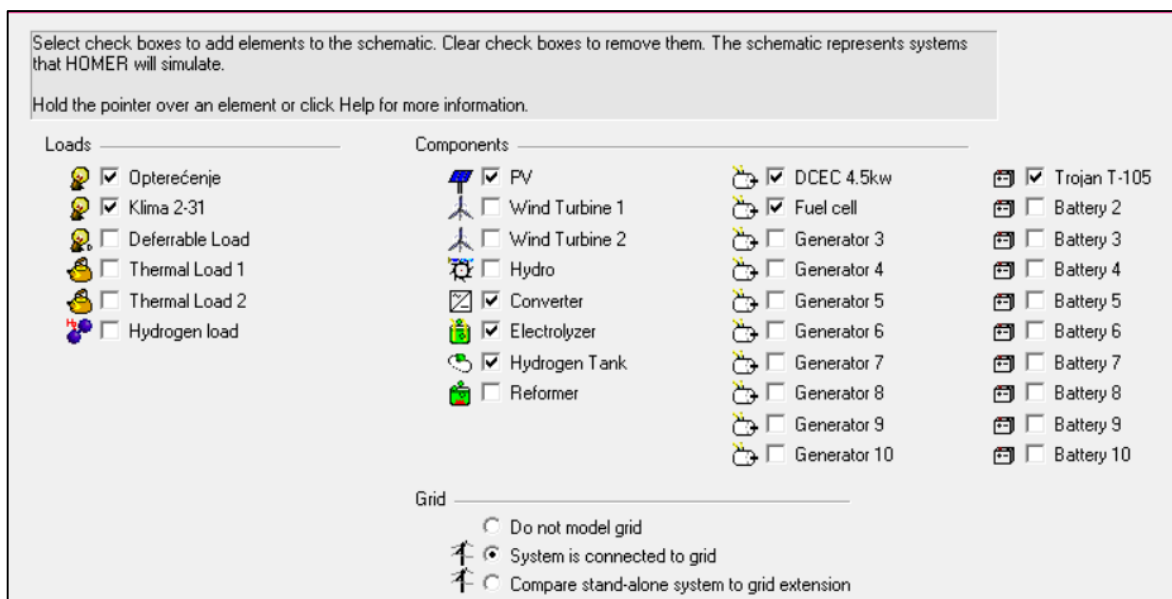 Select check boxes to add elements to the schematic. Clear check boxes to remove them. The schematic represents systems
that HOMER will simulate.
Hold the pointer over an element or click Help for more information.
Loads
Opterećenje
Klima 2-31
Deferrable Load
Thermal Load 1
Thermal Load 2
Hydrogen load
Components
PV
Wind Turbine 1
Wind Turbine 2
Hydro
Converter
Electrolyzer
Hydrogen Tank
Reformer
DCEC 4.5kw
Fuel cell
Generator 3
Generator 4
Generator 5
Generator 6
Generator 7
Generator 8
Generator 9
Generator 10
Trojan T-105
Battery 2
Battery 3
Battery 4
Battery 5
Battery 6
Battery 7
Battery 8
Battery 9
Battery 10
Grid
Do not model grid
System is connected to grid
Compare stand-alone system to grid extension